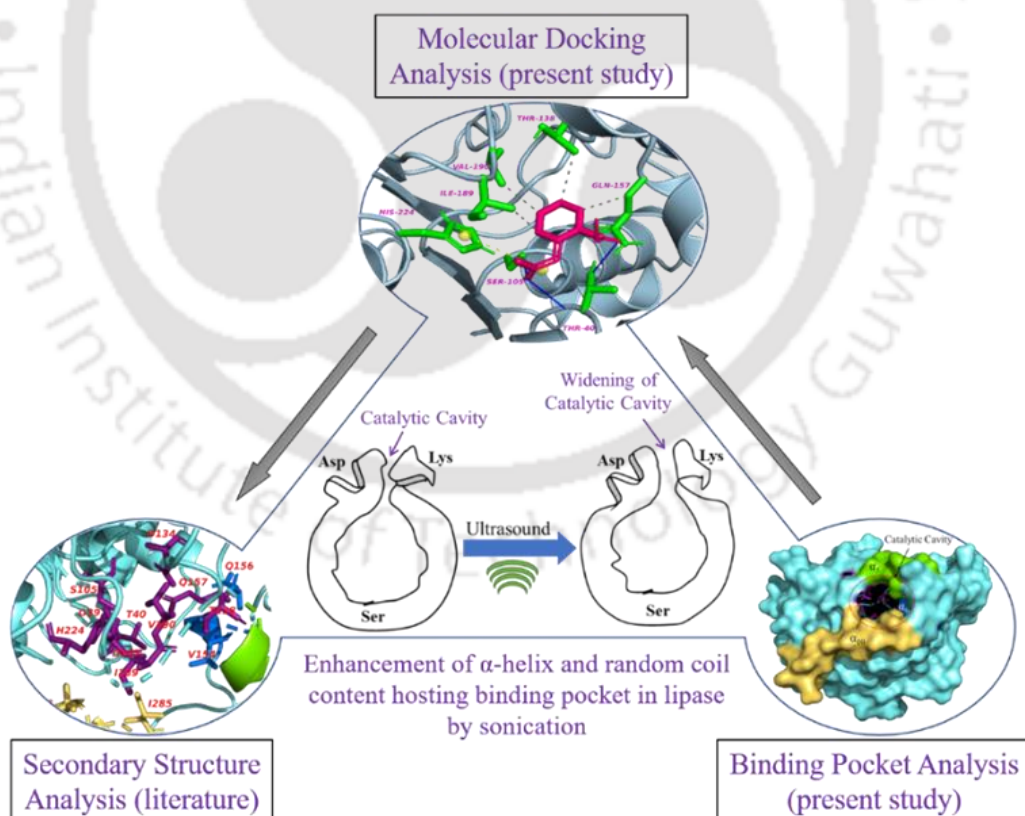 Indian Institute of Technology Guwahati
Molecular Docking
Analysis (present study)
THR-138
VAL-190
GLN-157
ILE-189
HIS-224
SER-105
THR-40
Widening of
Catalytic Cavity
Catalytic Cavity
Asp
Lys
Asp
Lys
Ultrasound
Ser
Ser
Q157
Q156
S105
T40
H224
I285
Catalytic Cavity
Enhancement of α-helix and random coil
content hosting binding pocket in lipase
by sonication
Secondary Structure
Analysis (literature)
Binding Pocket Analysis
(present study)